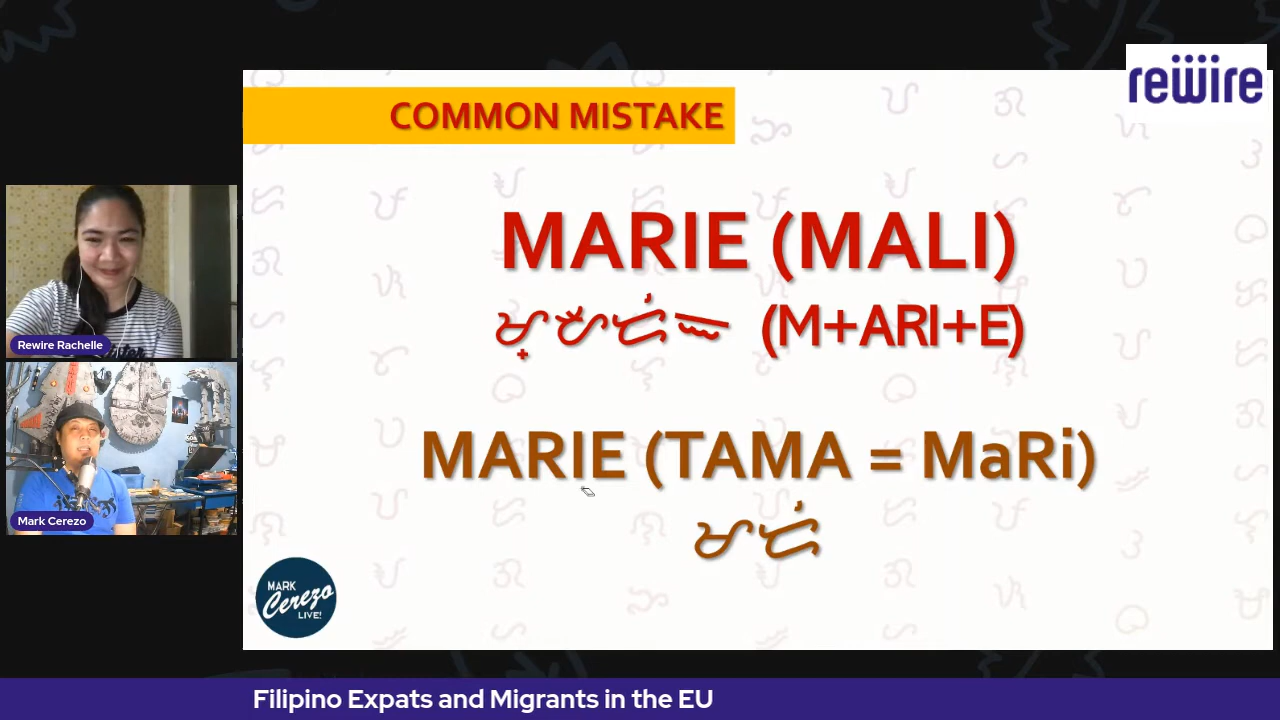 rewire
COMMON MISTAKE
MARIE (MALI)
ᜋ᜔ᜀᜇᜒᜁ (M+ARI+E)
MARIE (TAMA = MaRi)
ᜋᜇᜒ
Rewire Rachelle
Mark Cerezo
MARK
Cerezo
LIVE!
Filipino Expats and Migrants in the EU